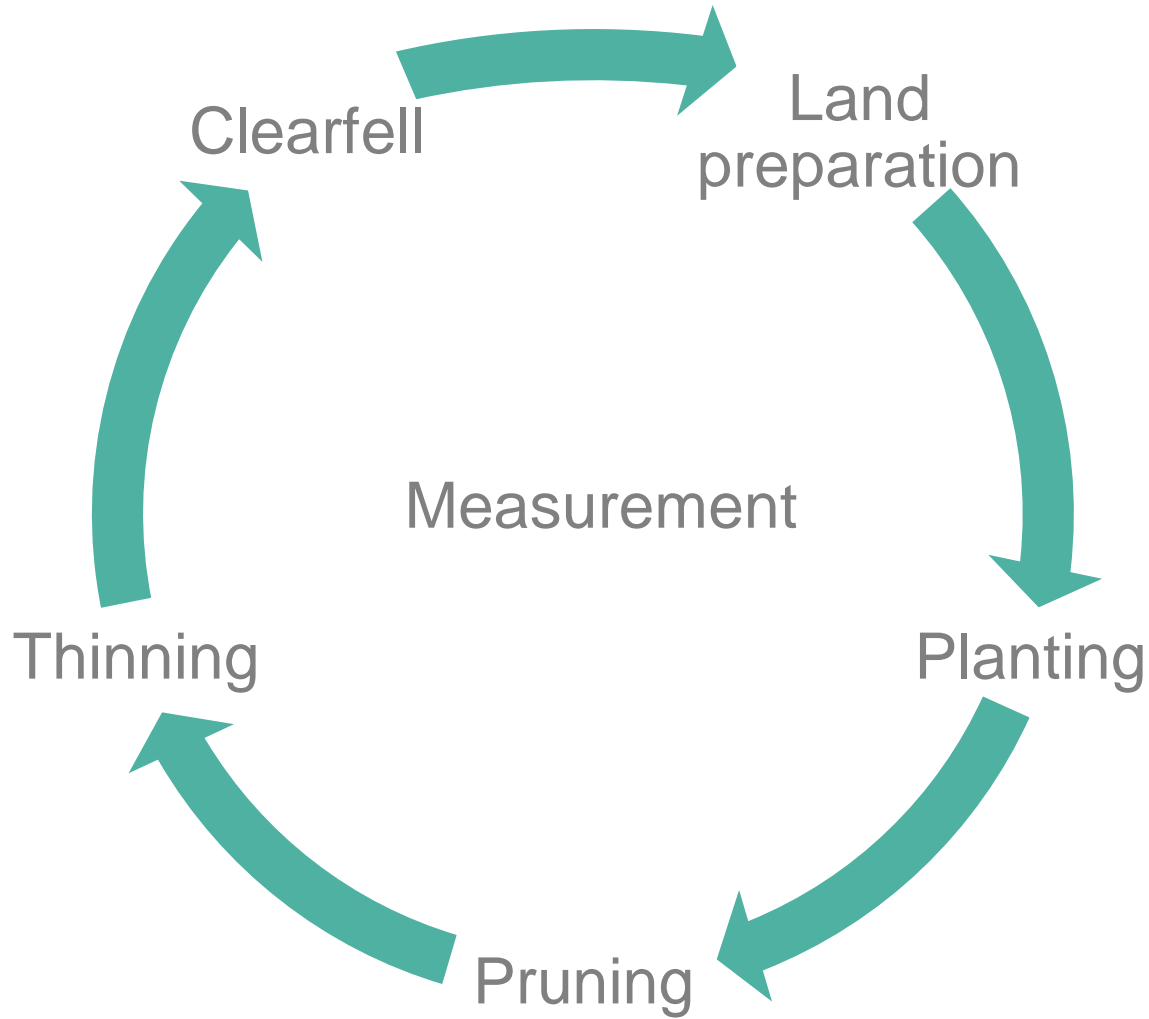 Clearfell
Land
preparation
Measurement
Thinning
Planting
Pruning